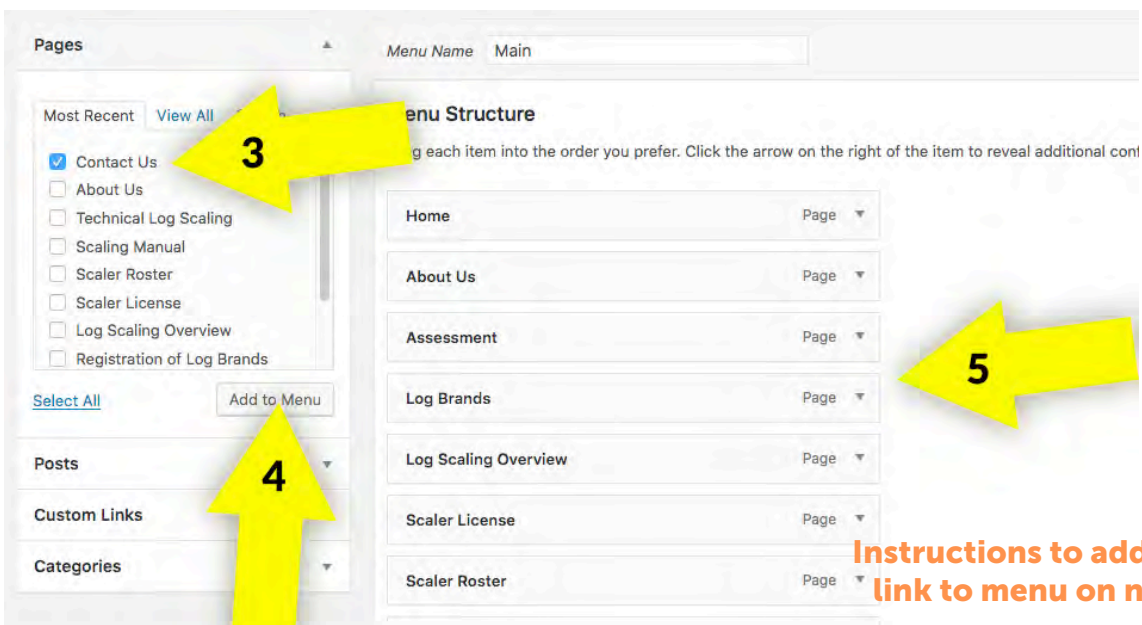 Pages
Most Recent View All
Contact Us
About Us
Technical Log Scaling
Scaling Manual
Scaler Roster
Scaler License
Log Scaling Overview
Registration of Log Brands
Select All Add to Menu
Posts
Custom Links
Categories
3
4
Menu Name Main
enu Structure
g each item into the order you prefer. Click the arrow on the right of the item to reveal additional conf
Home Page
About Us Page
Assessment Page
Log Brands Page
Log Scaling Overview Page
Scaler License Page
Scaler Roster Page
5
Instructions to add
link to menu on n